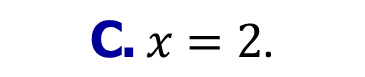 C. x = 2.